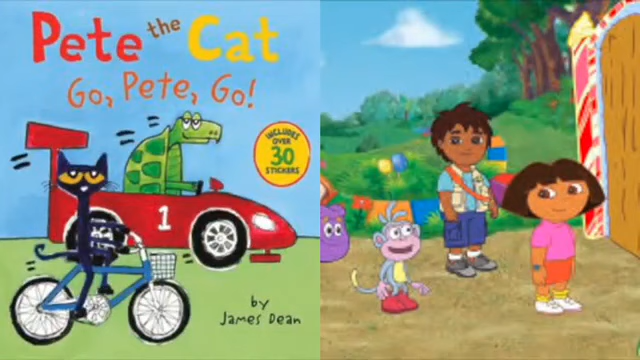 Pete the Cat
Go, Pete, Go!
INCLUDES
OVER
30
STICKERS
1
by
James Dean